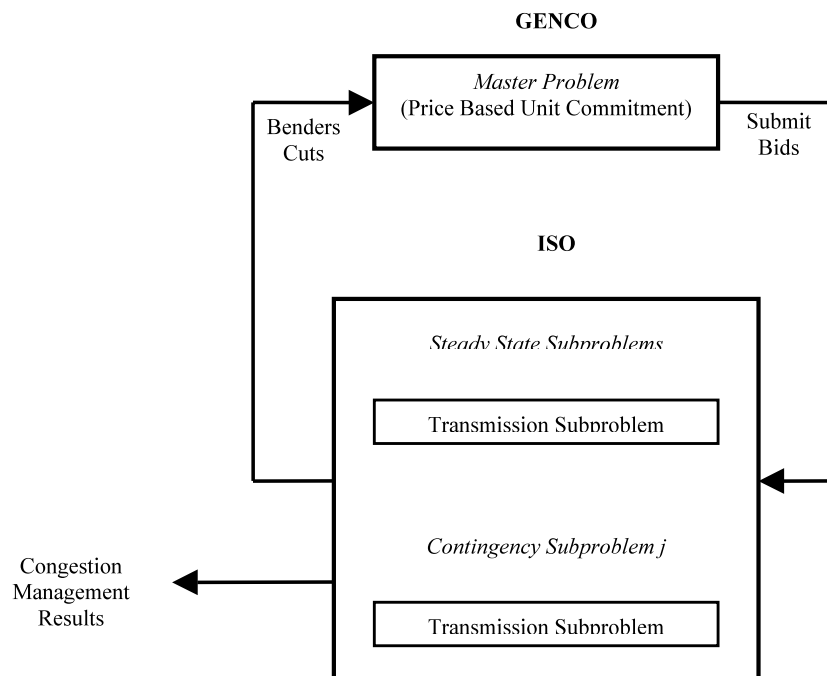 GENCO
Master Problem
(Price Based Unit Commitment)
Benders
Cuts
Submit
Bids
ISO
Steady State Subproblems
Transmission Subproblem
Contingency Subproblem j
Transmission Subproblem
Congestion
Management
Results